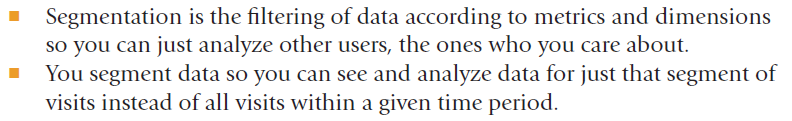 Segmentation is the filtering of data according to metrics and dimensions
so you can just analyze other users, the ones who you care about.
You segment data so you can see and analyze data for just that segment of
visits instead of all visits within a given time period.